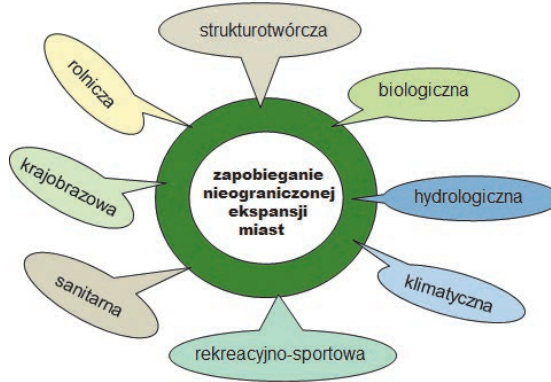 strukturotwórcza
rolnicza
biologiczna
krajobrazowa
zapobieganie
nieograniczonej
ekspansji
miast
hydrologiczna
sanitarna
klimatyczna
rekreacyjno-sportowa